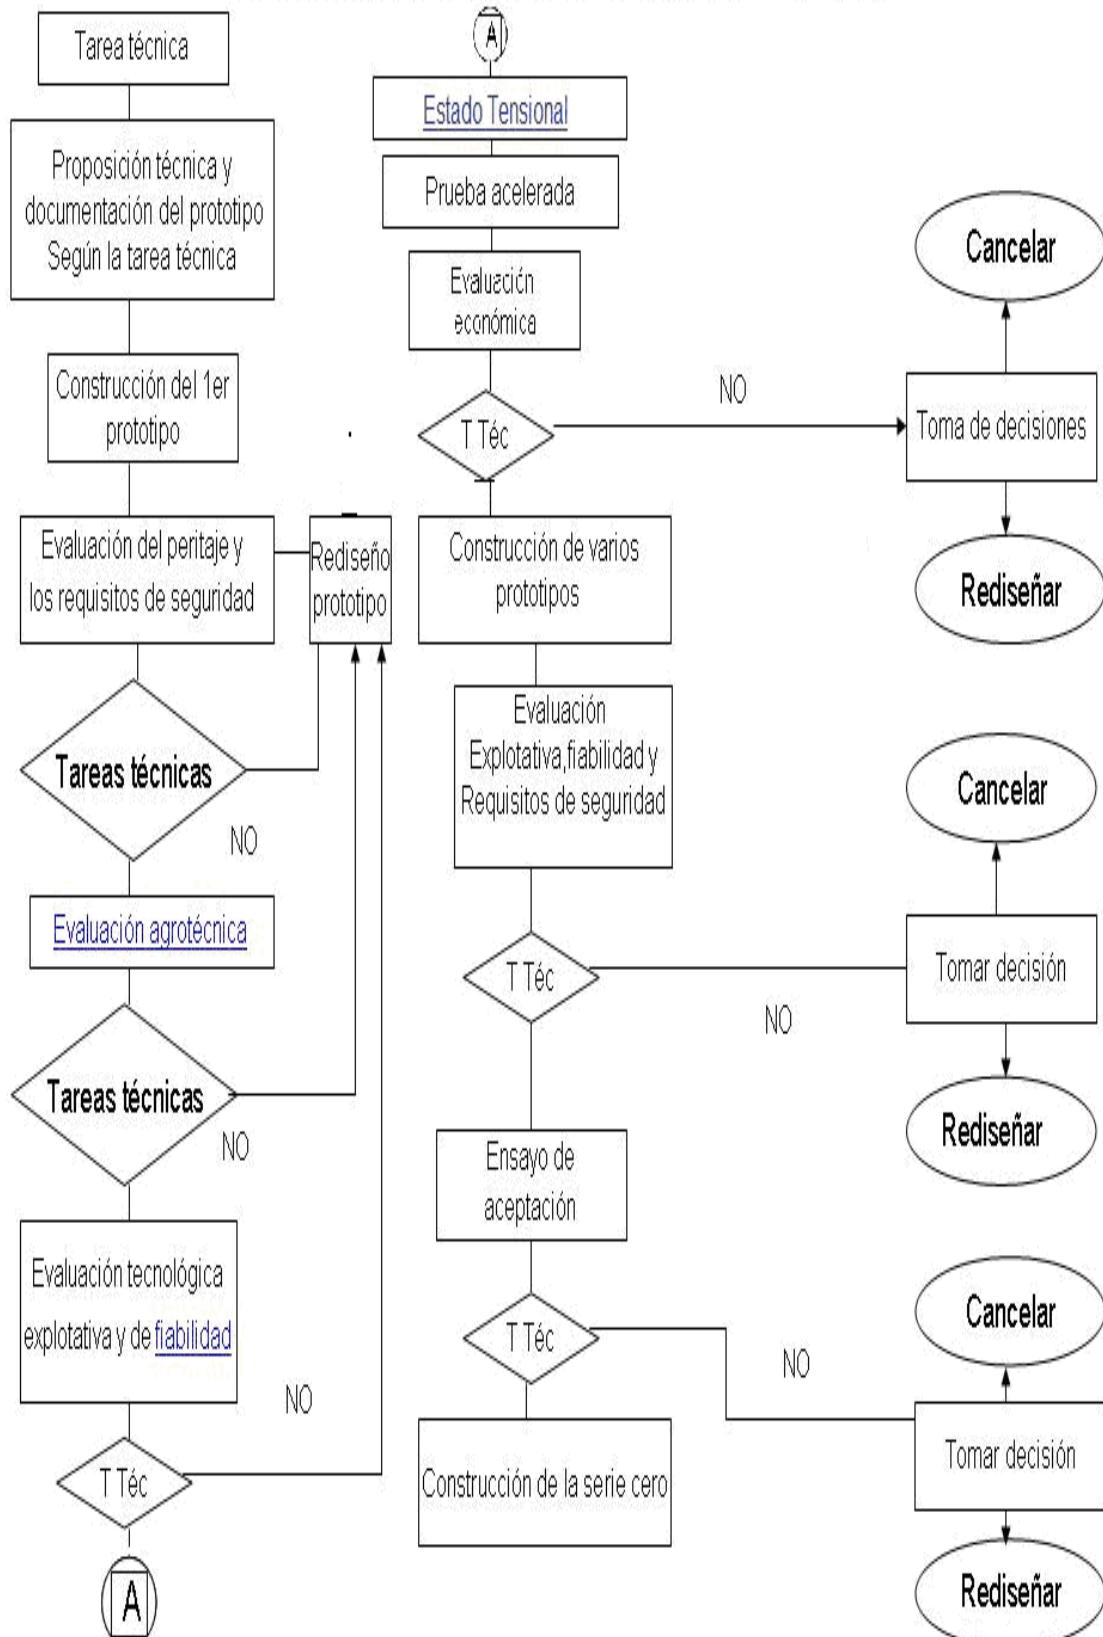 Tarea técnica
Proposición técnica y
documentación del prototipo
Según la tarea técnica
Construcción del 1er
prototipo
Evaluación del peritaje y
los requisitos de seguridad
Rediseño
prototipo
Tareas técnicas
NO
Evaluación agrotécnica
Tareas técnicas
NO
Evaluación tecnológica
explotativa y de fiabilidad
NO
T Téc
A
A
Estado Tensional
Prueba acelerada
Evaluación
económica
T Téc
NO
Toma de decisiones
Cancelar
Rediseñar
Construcción de varios
prototipos
Evaluación
Explotativa,fiabilidad y
Requisitos de seguridad
T Téc
NO
Tomar decisión
Cancelar
Rediseñar
Ensayo de
aceptación
T Téc
NO
Tomar decisión
Cancelar
Rediseñar
Construcción de la serie cero